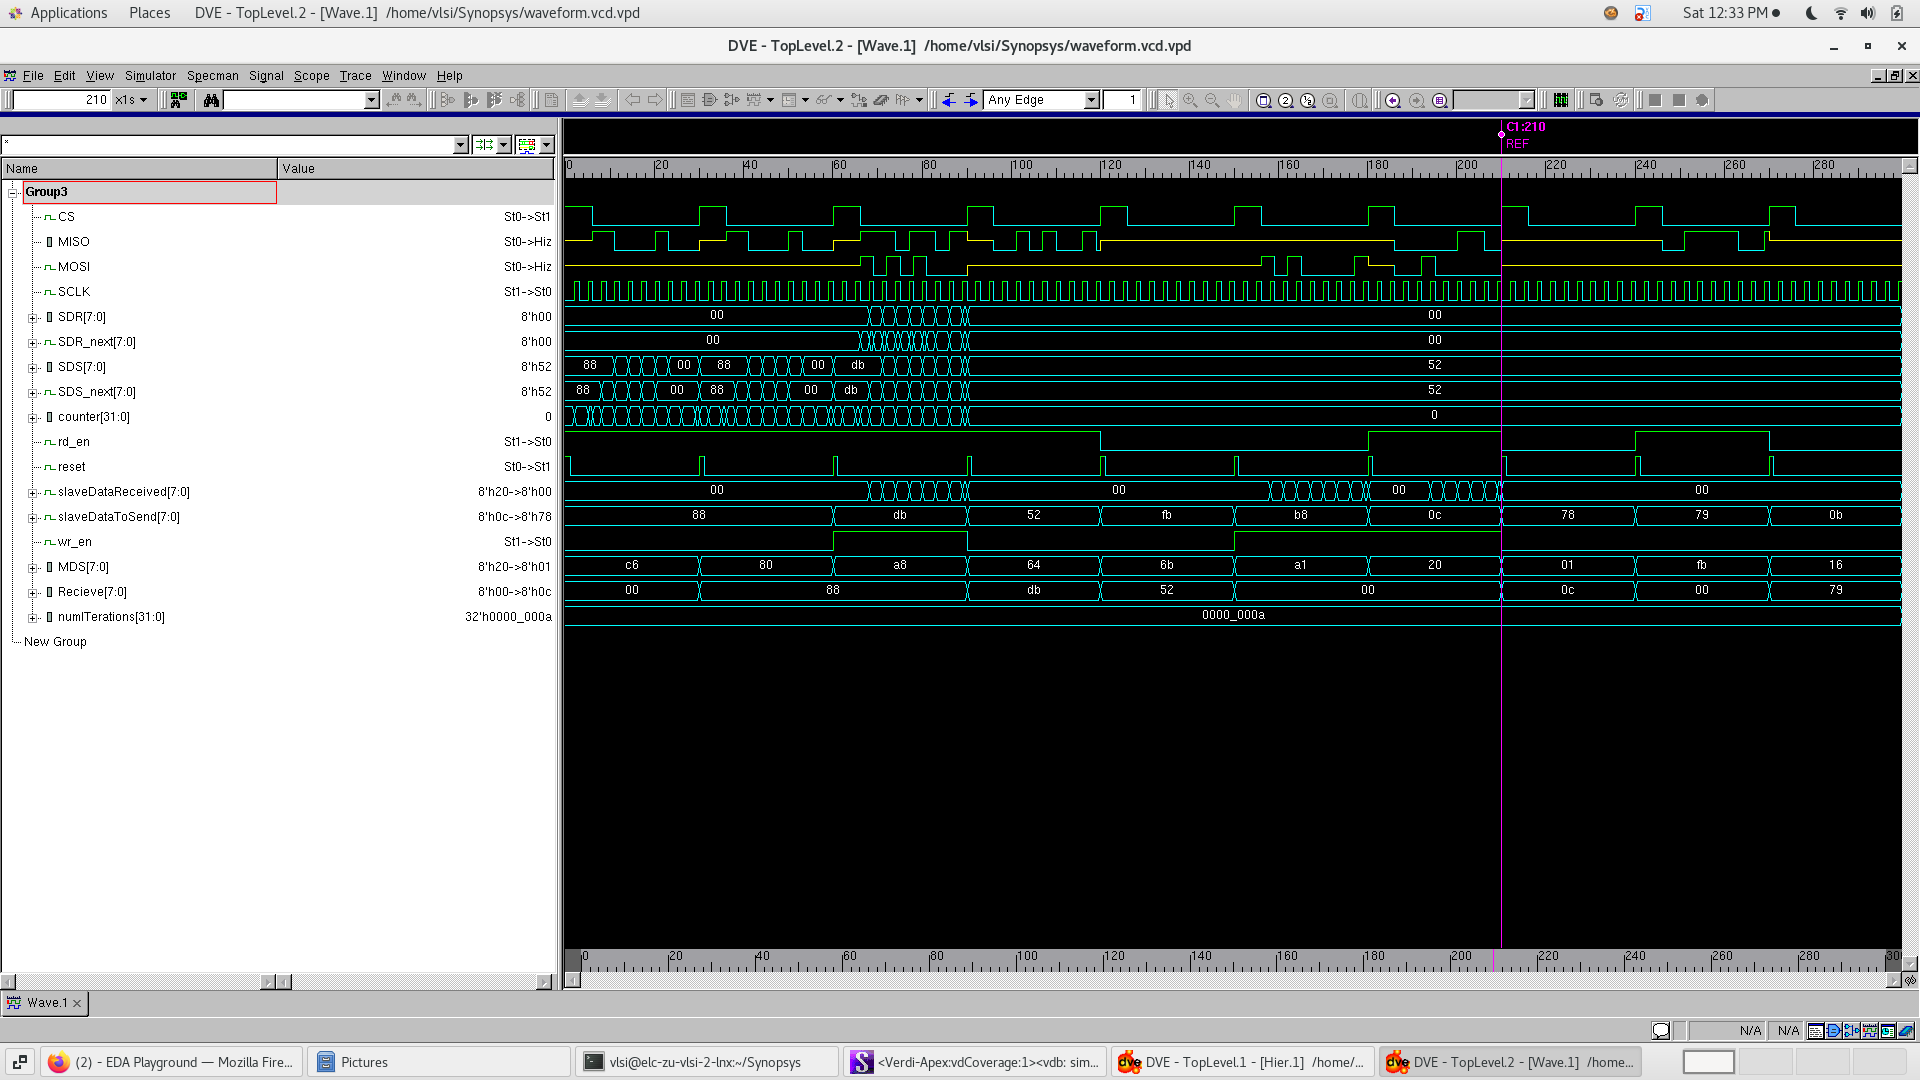 Applications Places DVE - TopLevel.2 - [Wave.1] /home/vlsi/Synopsys/waveform.vcd.vpd Sat 12:33 PM
DVE - TopLevel.2 - [Wave.1] /home/vlsi/Synopsys/waveform.vcd.vpd
File Edit View Simulator Specman Signal Scope Trace Window Help
210 x1s Any Edge 1
C1:210
REF
*
Name Value
0 20 40 60 80 100 120 140 160 180 200 220 240 260 280
Group3
CS St0->St1
MISO St0->Hiz
MOSI St0->Hiz
SCLK St1->St0
SDR[7:0] 8'h00 00 00
SDR_next[7:0] 8'h00 00 00
SDS[7:0] 8'h52 88 00 88 00 db 52
SDS_next[7:0] 8'h52 88 00 88 00 db 52
counter[31:0] 0 0
rd_en St1->St0
reset St0->St1
slaveDataReceived[7:0] 8'h20->8'h00 00 00 00 00
slaveDataToSend[7:0] 8'h0c->8'h78 88 db 52 fb b8 0c 78 79 0b
wr_en St1->St0
MDS[7:0] 8'h20->8'h01 c6 80 a8 64 6b a1 20 01 fb 16
Recieve[7:0] 8'h00->8'h0c 00 88 db 52 00 0c 00 79
numITerations[31:0] 32'h0000_000a 0000_000a
New Group
0 20 40 60 80 100 120 140 160 180 200 220 240 260 280 300
Wave.1
N/A N/A
(2) - EDA Playground — Mozilla Fire... Pictures vlsi@elc-zu-vlsi-2-lnx:~/Synopsys <Verdi-Apex:vdCoverage:1><vdb: sim... DVE - TopLevel.1 - [Hier.1] /home/... DVE - TopLevel.2 - [Wave.1] /home...